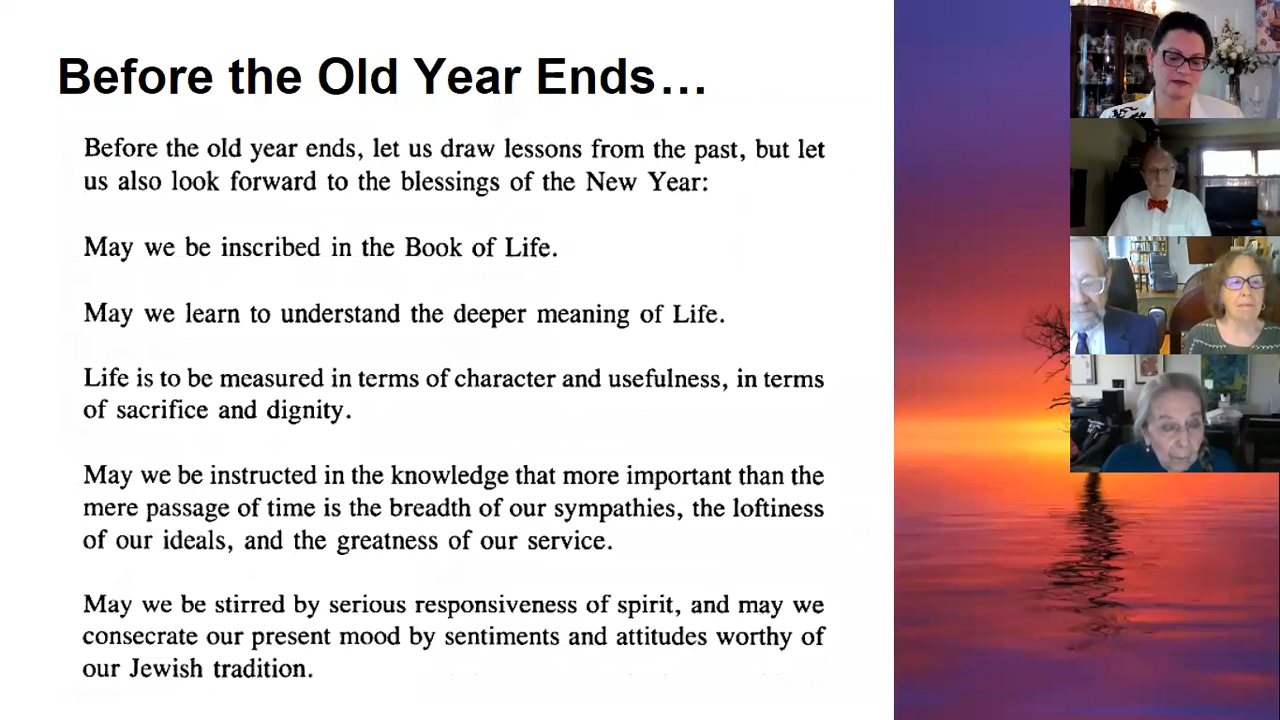 Before the Old Year Ends...
Before the old year ends, let us draw lessons from the past, but let
us also look forward to the blessings of the New Year:
May we be inscribed in the Book of Life.
May we learn to understand the deeper meaning of Life.
Life is to be measured in terms of character and usefulness, in terms
of sacrifice and dignity.
May we be instructed in the knowledge that more important than the
mere passage of time is the breadth of our sympathies, the loftiness
of our ideals, and the greatness of our service.
May we be stirred by serious responsiveness of spirit, and may we
consecrate our present mood by sentiments and attitudes worthy of
our Jewish tradition.